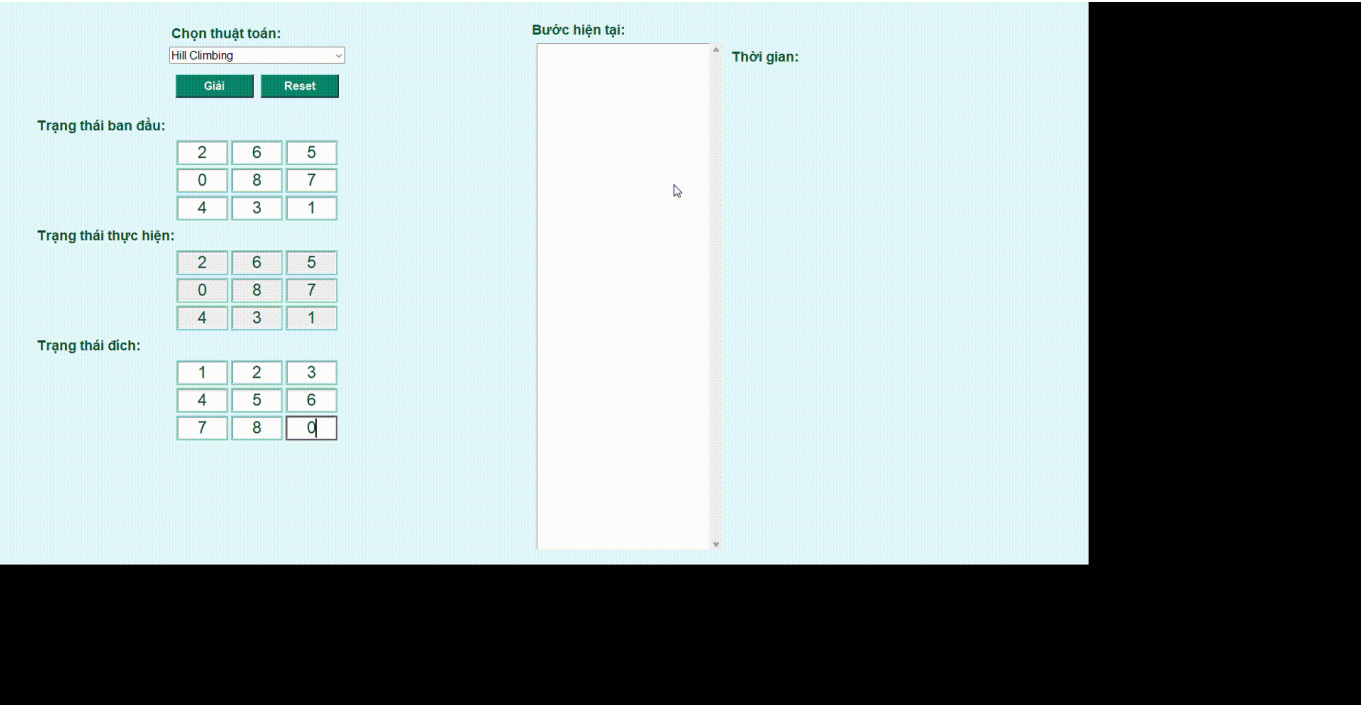 Chọn thuật toán:
Hill Climbing
Giải Reset
Trạng thái ban đầu:
2 6 5
0 8 7
4 3 1
Trạng thái thực hiện:
2 6 5
0 8 7
4 3 1
Trạng thái đích:
1 2 3
4 5 6
7 8 0
Bước hiện tại:
Thời gian: